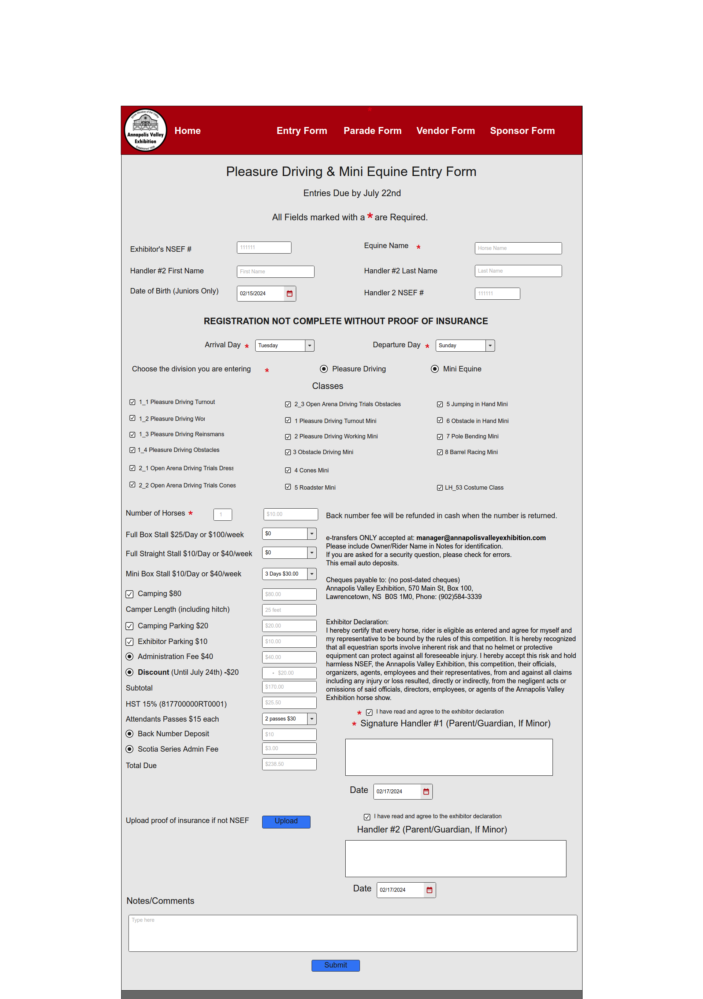 *
Show Window of the Valley
Annapolis Valley
Exhibition
Established 1926
Home
Entry Form
Parade Form
Vendor Form
Sponsor Form
Pleasure Driving & Mini Equine Entry Form
Entries Due by July 22nd
All Fields marked with a * are Required.
Exhibitor's NSEF #
111111
Equine Name *
Horse Name
Handler #2 First Name
First Name
Handler #2 Last Name
Last Name
Date of Birth (Juniors Only)
02/15/2024
Handler 2 NSEF #
111111
REGISTRATION NOT COMPLETE WITHOUT PROOF OF INSURANCE
Arrival Day *
Tuesday
Departure Day *
Sunday
Choose the division you are entering *
Pleasure Driving
Mini Equine
Classes
1_1 Pleasure Driving Turnout
1_2 Pleasure Driving Wor
1_3 Pleasure Driving Reinsmans
1_4 Pleasure Driving Obstacles
2_1 Open Arena Driving Trials Dress
2_2 Open Arena Driving Trials Cones
2_3 Open Arena Driving Trials Obstacles
1 Pleasure Driving Turnout Mini
2 Pleasure Driving Working Mini
3 Obstacle Driving Mini
4 Cones Mini
5 Roadster Mini
5 Jumping in Hand Mini
6 Obstacle in Hand Mini
7 Pole Bending Mini
8 Barrel Racing Mini
LH_53 Costume Class
Number of Horses *
1
$10.00
Full Box Stall $25/Day or $100/week
$0
Full Straight Stall $10/Day or $40/week
$0
Mini Box Stall $10/Day or $40/week
3 Days $30.00
Camping $80
$80.00
Camper Length (including hitch)
25 feet
Camping Parking $20
$20.00
Exhibitor Parking $10
$10.00
Administration Fee $40
$40.00
Discount (Until July 24th) -$20
• $20.00
Subtotal
$170.00
HST 15% (817700000RT0001)
$25.50
Attendants Passes $15 each
2 passes $30
Back Number Deposit
$10
Scotia Series Admin Fee
$3.00
Total Due
$238.50
Back number fee will be refunded in cash when the number is returned.
e-transfers ONLY accepted at: manager@annapolisvalleyexhibition.com
Please include Owner/Rider Name in Notes for identification.
If you are asked for a security question, please check for errors.
This email auto deposits.
Cheques payable to: (no post-dated cheques)
Annapolis Valley Exhibition, 570 Main St, Box 100,
Lawrencetown, NS B0S 1M0, Phone: (902)584-3339
Exhibitor Declaration:
I hereby certify that every horse, rider is eligible as entered and agree for myself and
my representative to be bound by the rules of this competition. It is hereby recognized
that all equestrian sports involve inherent risk and that no helmet or protective
equipment can protect against all foreseeable injury. I hereby accept this risk and hold
harmless NSEF, the Annapolis Valley Exhibition, this competition, their officials,
organizers, agents, employees and their representatives, from and against all claims
including any injury or loss resulted, directly or indirectly, from the negligent acts or
omissions of said officials, directors, employees, or agents of the Annapolis Valley
Exhibition horse show.
* I have read and agree to the exhibitor declaration
* Signature Handler #1 (Parent/Guardian, If Minor)
Date
02/17/2024
Upload proof of insurance if not NSEF
Upload
I have read and agree to the exhibitor declaration
Handler #2 (Parent/Guardian, If Minor)
Date
02/17/2024
Notes/Comments
Type here
Submit